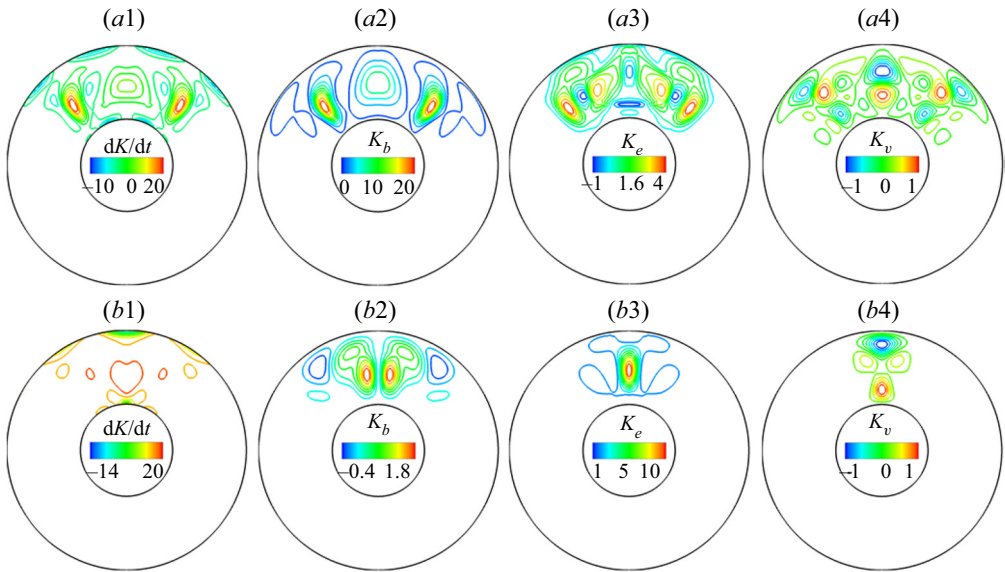 (a1) (a2) (a3) (a4)
dK/dt K_b K_e K_v
−10 0 20 0 10 20 −1 1.6 4 −1 0 1
(b1) (b2) (b3) (b4)
dK/dt K_b K_e K_v
−14 20 −0.4 1.8 1 5 10 −1 0 1